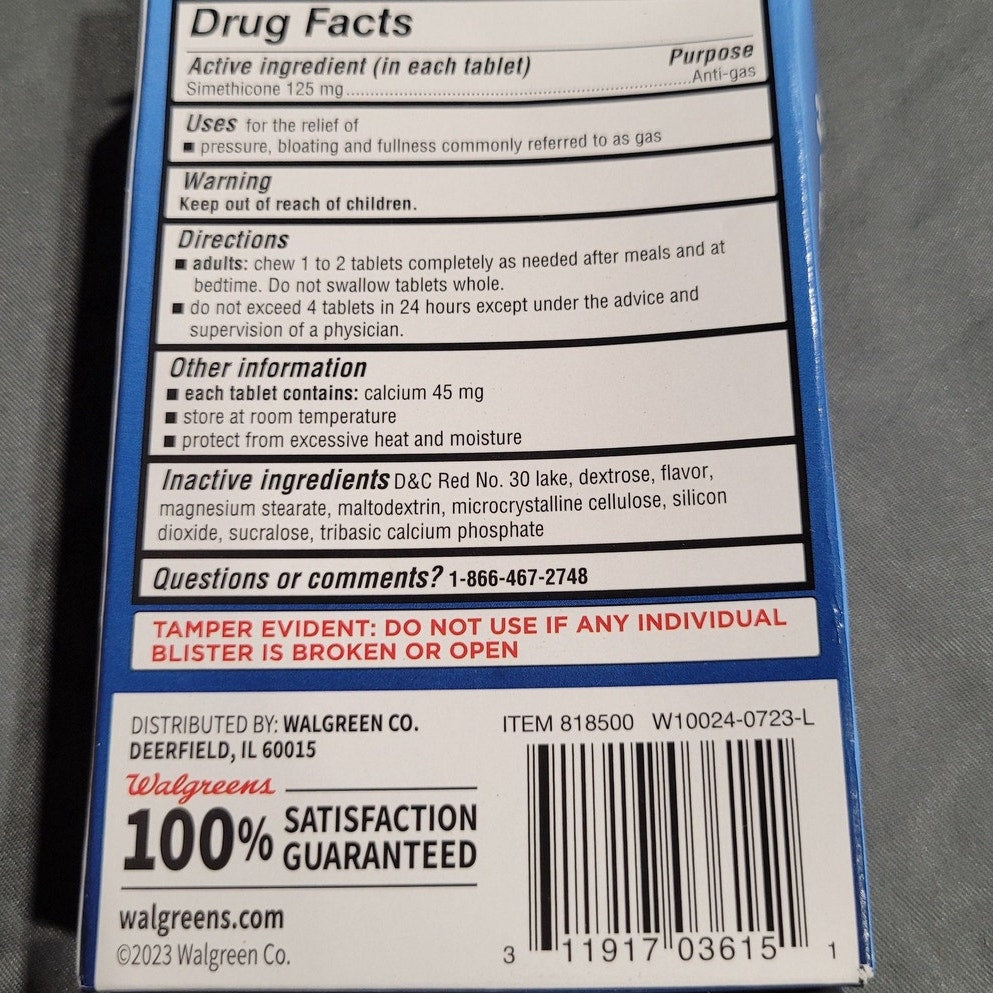 Drug Facts
Active ingredient (in each tablet) Purpose
Simethicone 125 mg........................................................Anti-gas
Uses for the relief of
■ pressure, bloating and fullness commonly referred to as gas
Warning
Keep out of reach of children.
Directions
■ adults: chew 1 to 2 tablets completely as needed after meals and at
bedtime. Do not swallow tablets whole.
■ do not exceed 4 tablets in 24 hours except under the advice and
supervision of a physician.
Other information
■ each tablet contains: calcium 45 mg
■ store at room temperature
■ protect from excessive heat and moisture
Inactive ingredients D&C Red No. 30 lake, dextrose, flavor,
magnesium stearate, maltodextrin, microcrystalline cellulose, silicon
dioxide, sucralose, tribasic calcium phosphate
Questions or comments? 1-866-467-2748
TAMPER EVIDENT: DO NOT USE IF ANY INDIVIDUAL
BLISTER IS BROKEN OR OPEN
DISTRIBUTED BY: WALGREEN CO.
DEERFIELD, IL 60015
Walgreens
100% SATISFACTION
GUARANTEED
walgreens.com
©2023 Walgreen Co.
ITEM 818500 W10024-0723-L
3 11917 03615 1